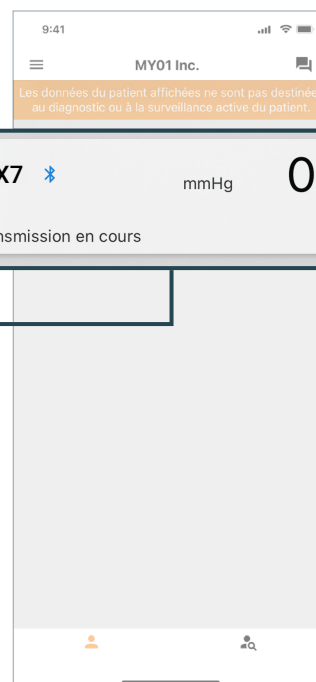 9:41
MY01 Inc.
Les données du patient affichées ne sont pas destinée
au diagnostic ou à la surveillance active du patient.
X7
mmHg
0
nsmission en cours